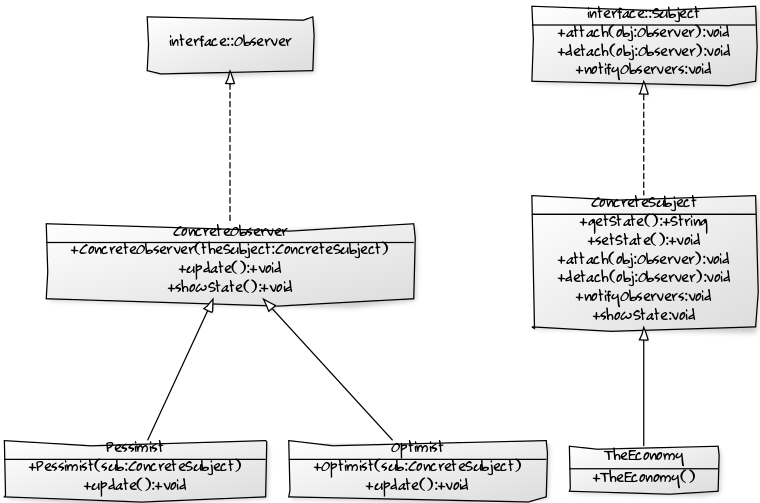 interface::Observer
interface::Subject
+attach(obj:Observer):void
+detach(obj:Observer):void
+notifyObservers:void
ConcreteObserver
+ConcreteObserver(theSubject:ConcreteSubject)
+update():+void
+showState():+void
ConcreteSubject
+getState():+String
+setState():+void
+attach(obj:Observer):void
+detach(obj:Observer):void
+notifyObservers:void
+showState:void
Pessimist
+Pessimist(sub:ConcreteSubject)
+update():+void
Optimist
+Optimist(sub:ConcreteSubject)
+update():+void
TheEconomy
+TheEconomy()